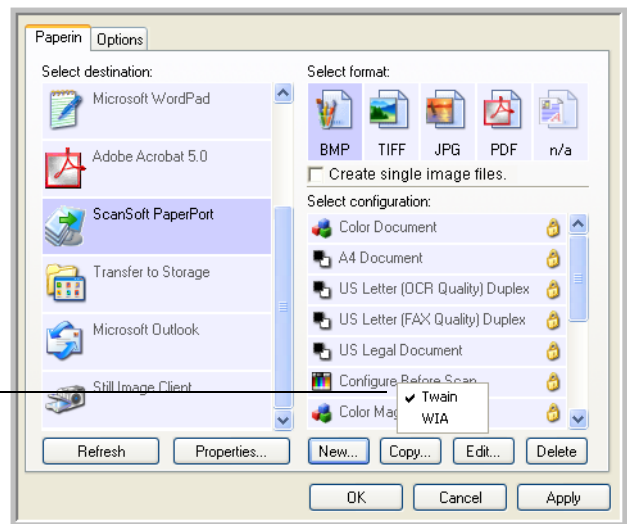 Paperin Options
Select destination:
Microsoft WordPad
Adobe Acrobat 5.0
ScanSoft PaperPort
Transfer to Storage
Microsoft Outlook
Still Image Client
Refresh Properties...
Select format:
BMP TIFF JPG PDF n/a
Create single image files.
Select configuration:
Color Document
A4 Document
US Letter (OCR Quality) Duplex
US Letter (FAX Quality) Duplex
US Legal Document
Configure Before Scan
Color Mag
Twain
WIA
New... Copy... Edit... Delete
OK Cancel Apply